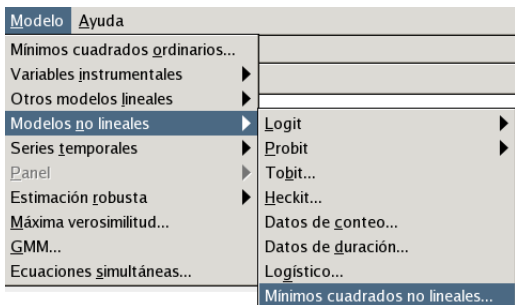 Modelo Ayuda
Mínimos cuadrados ordinarios...
Variables instrumentales
Otros modelos lineales
Modelos no lineales
Series temporales
Panel
Estimación robusta
Máxima verosimilitud...
GMM...
Ecuaciones simultáneas...
Logit
Probit
Tobit...
Heckit...
Datos de conteo...
Datos de duración...
Logístico...
Mínimos cuadrados no lineales...